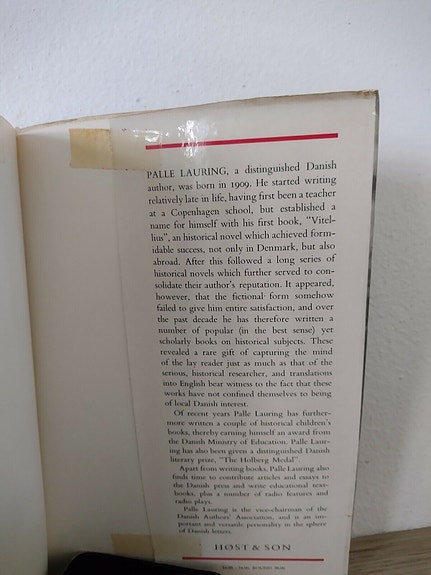 PALLE LAURING, a distinguished Danish
author, was born in 1909. He started writing
relatively late in life, having first been a teacher
at a Copenhagen school, but established a
name for himself with his first book, "Vitel-
lius", an historical novel which achieved form-
idable success, not only in Denmark, but also
abroad. After this followed a long series of
historical novels which further served to con-
solidate their author's reputation. It appeared,
however, that the fictional form somehow
failed to give him entire satisfaction, and over
the past decade he has therefore written a
number of popular (in the best sense) yet
scholarly books on historical subjects. These
revealed a rare gift of capturing the mind
of the lay reader just as much as that of the
serious, historical researcher, and translations
into English bear witness to the fact that these
works have not confined themselves to being
of local Danish interest.
Of recent years Palle Lauring has further-
more written a couple of historical children's
books, thereby earning himself an award from
the Danish Ministry of Education. Palle Laur-
ing has also been given a distinguished Danish
literary prize, "The Holberg Medal".
Apart from writing books, Palle Lauring also
finds time to contribute articles and essays to
the Danish press and write educational text-
books, plus a number of radio features and
radio plays.
Palle Lauring is the vice-chairman of the
Danish Authors' Association, and is an im-
portant and versatile personality in the sphere
of Danish letters.
HØST & SON